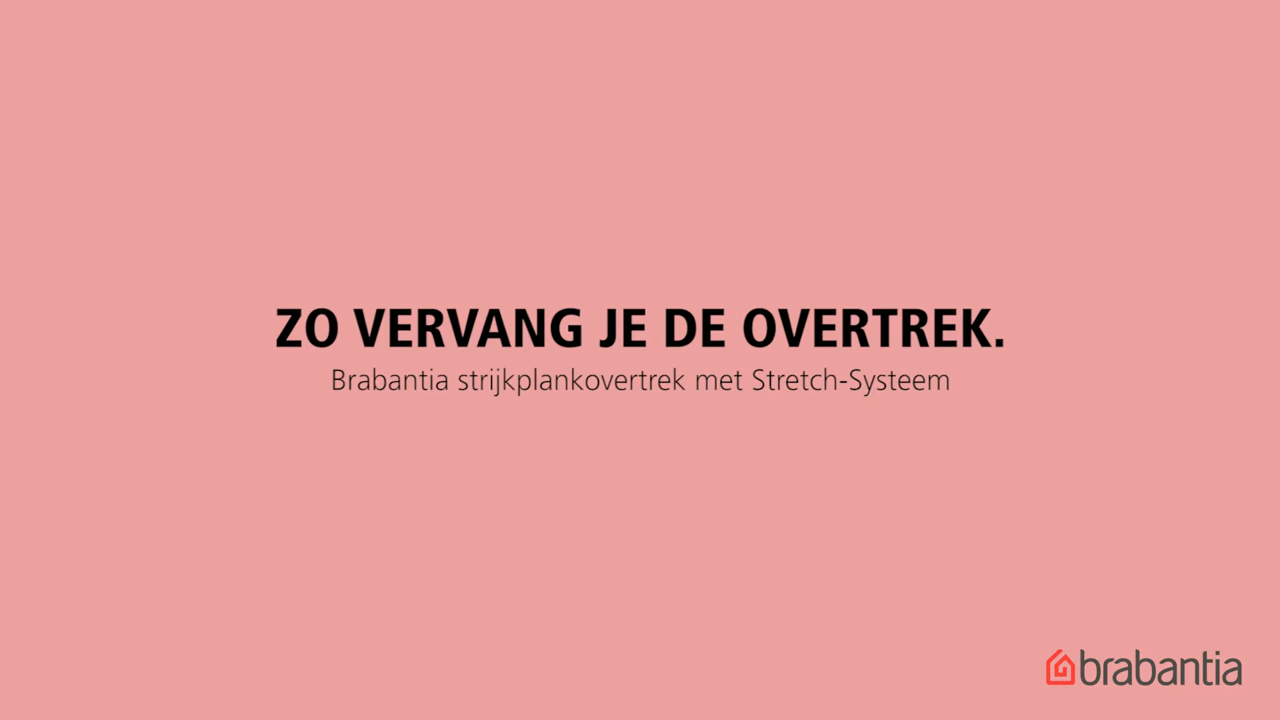 ZO VERVANG JE DE OVERTREK.
Brabantia strijkplankovertrek met Stretch-Systeem
brabantia